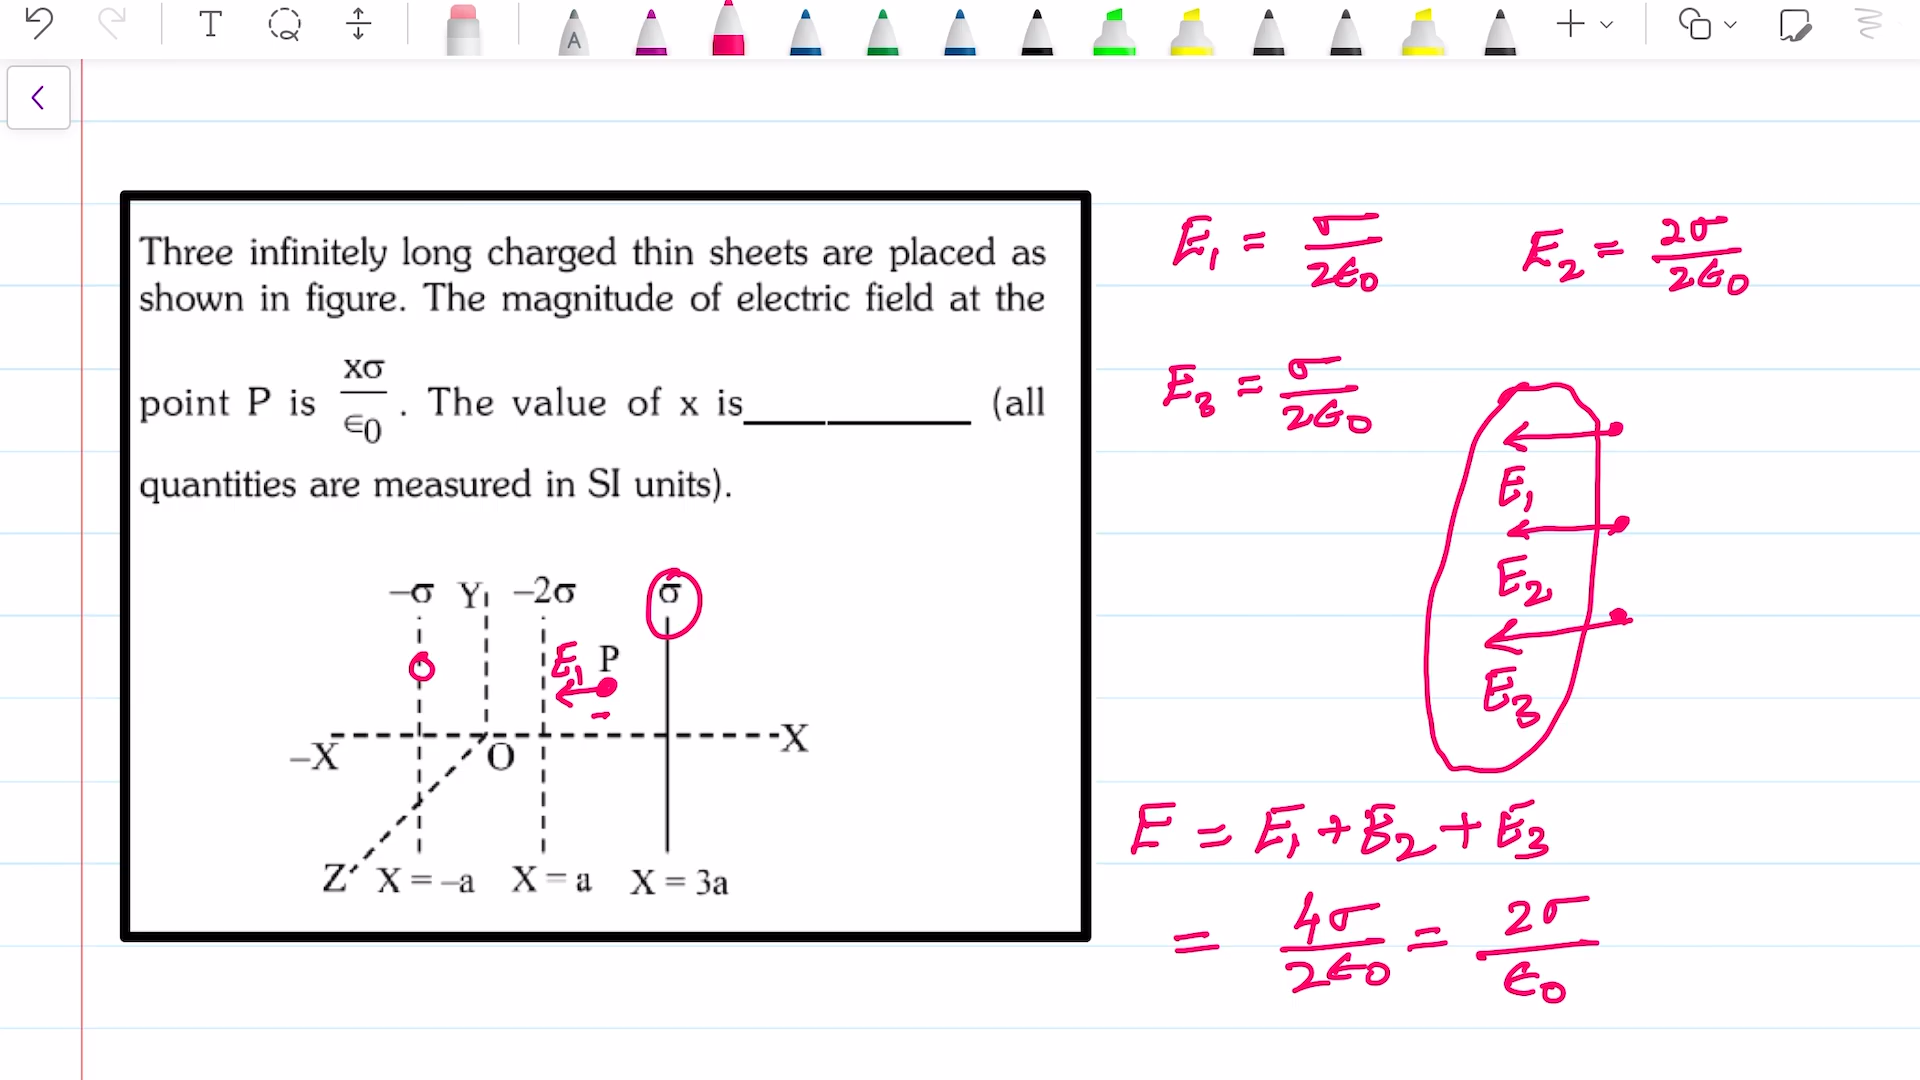 A
Three infinitely long charged thin sheets are placed as
shown in figure. The magnitude of electric field at the
point P is xσ/∈0. The value of x is__________ (all
quantities are measured in SI units).
−σ Y −2σ σ
E1 P
−X O X
Z X = −a X = a X = 3a
E1 = σ/2ϵ0 E2 = 2σ/2ϵ0
E3 = σ/2ϵ0
E1
E2
E3
E = E1 + E2 + E3
= 4σ/2ϵ0 = 2σ/ϵ0